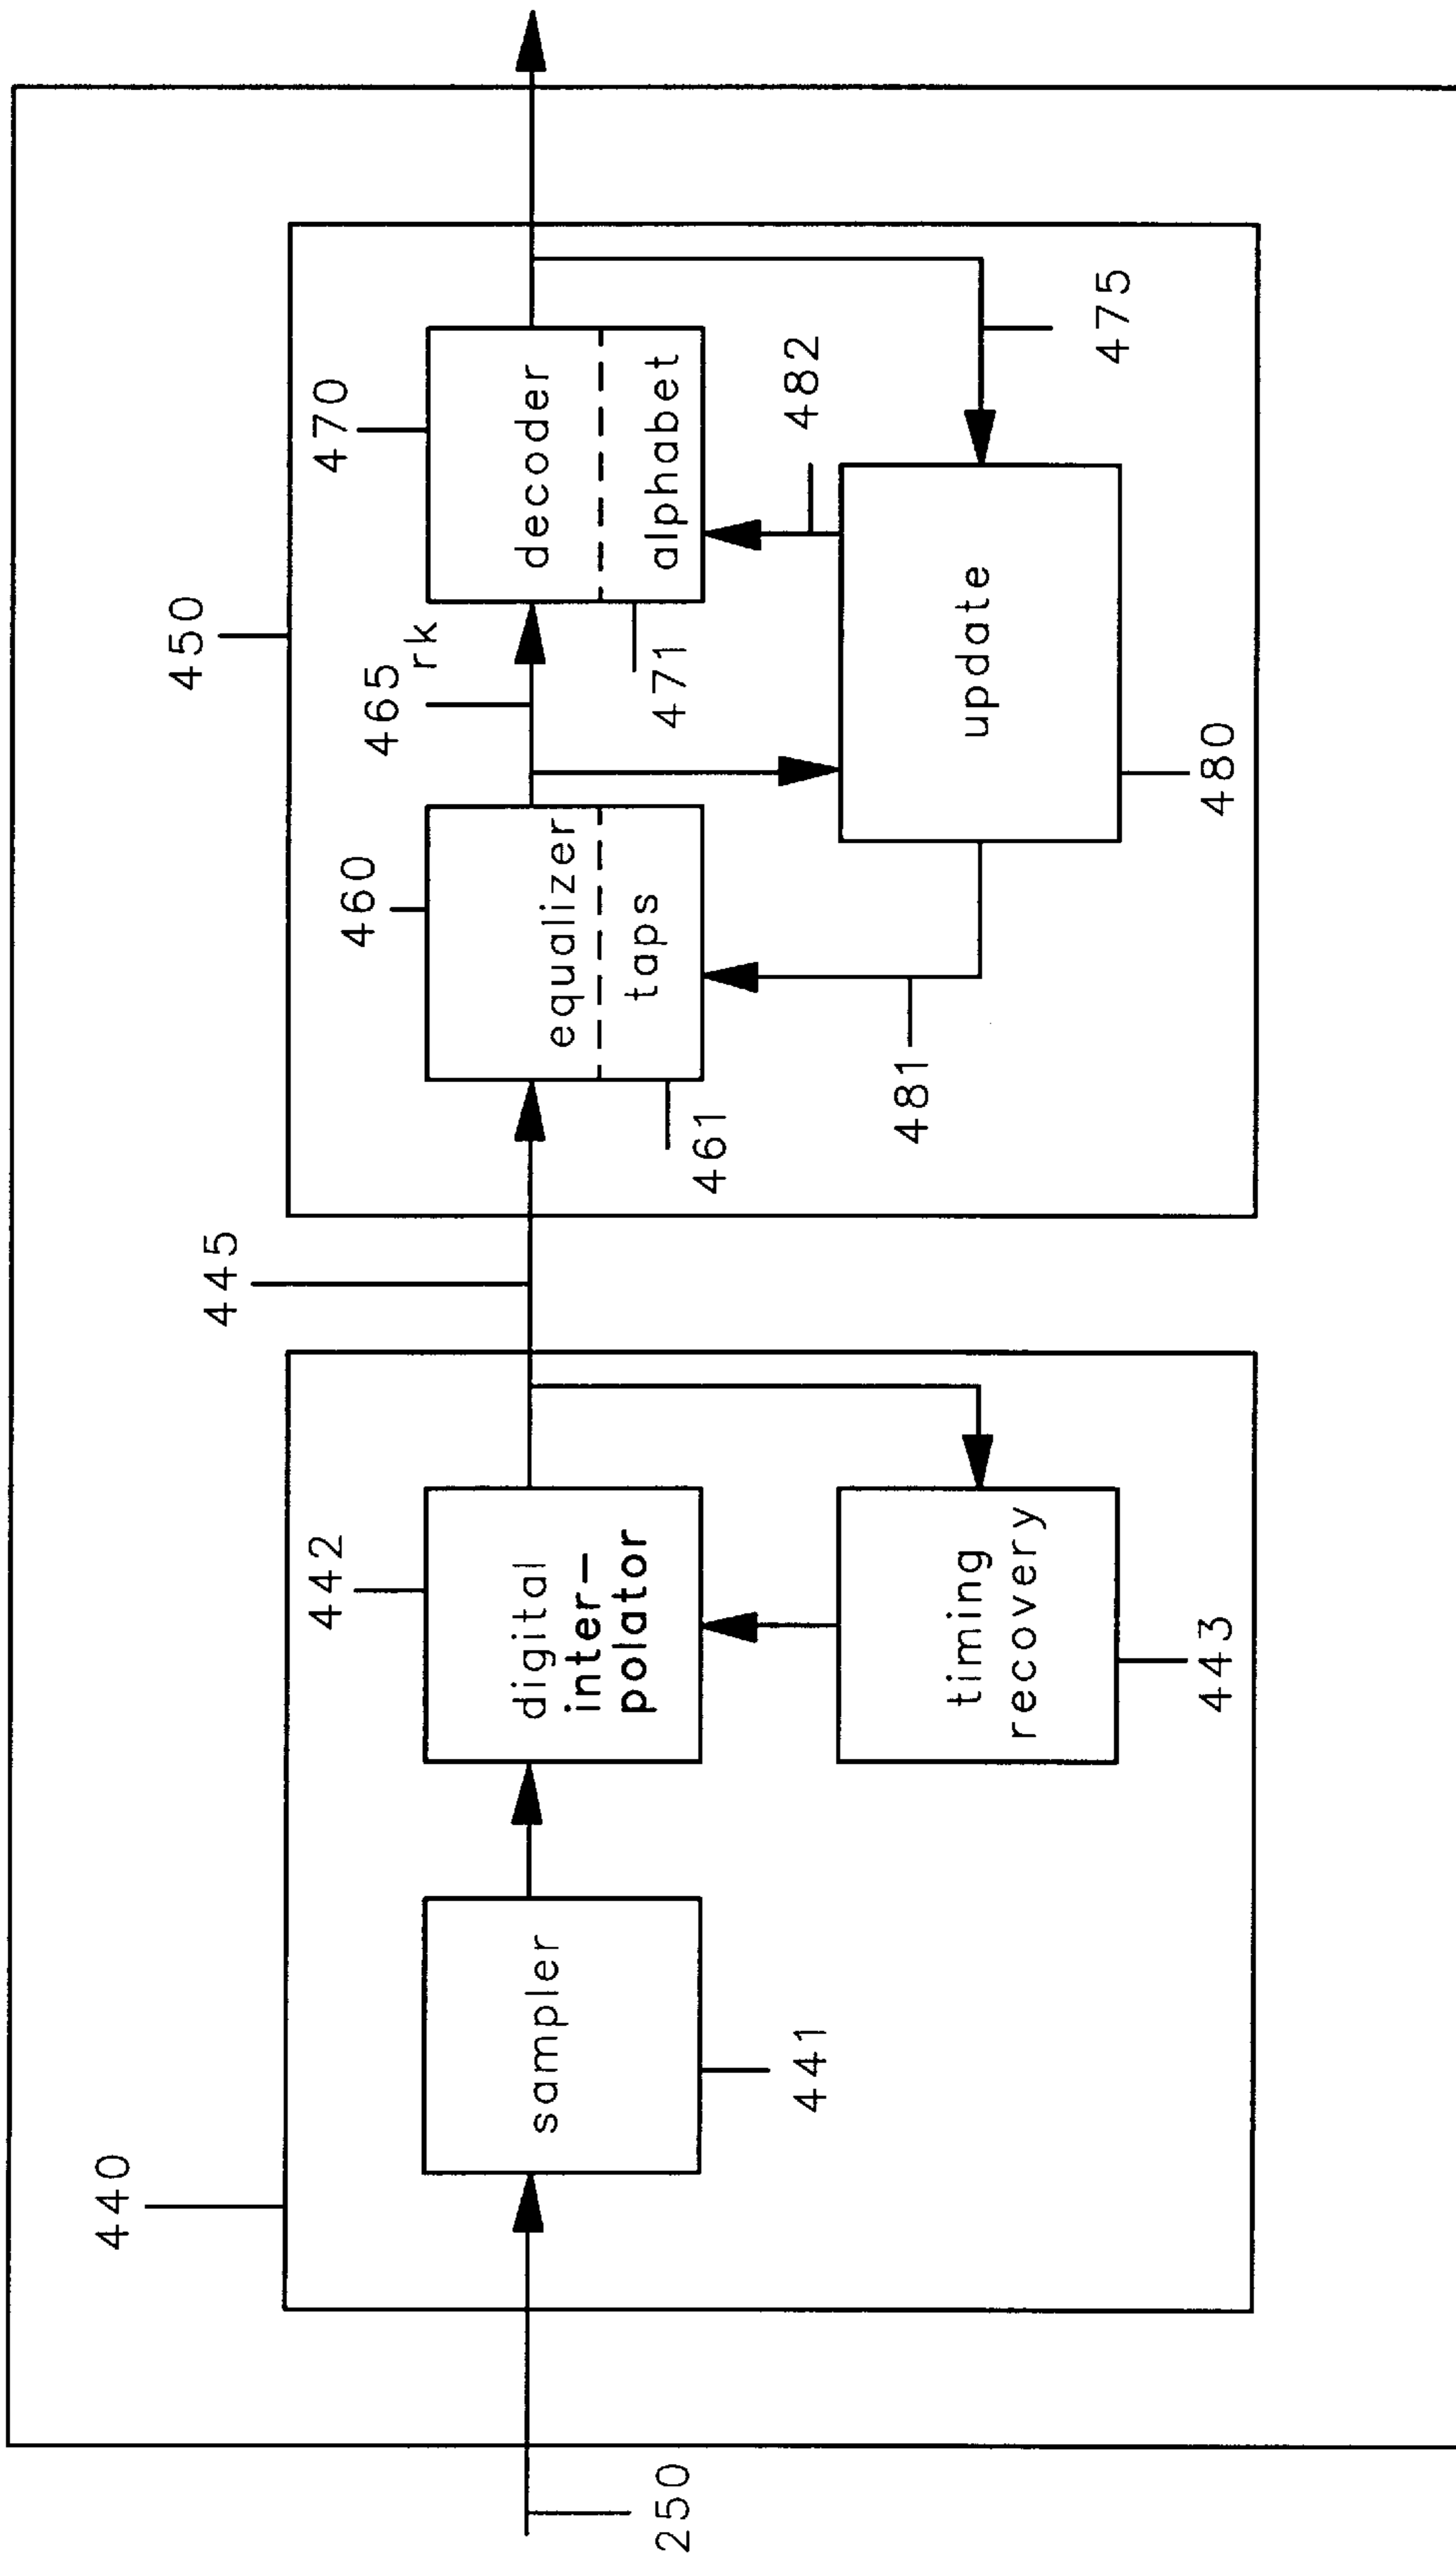 450
445
440
470
465
rk
460
442
decoder
alphabet
471
equalizer
taps
461
digital
inter-
polator
sampler
441
482
475
update
480
481
timing
recovery
443
250